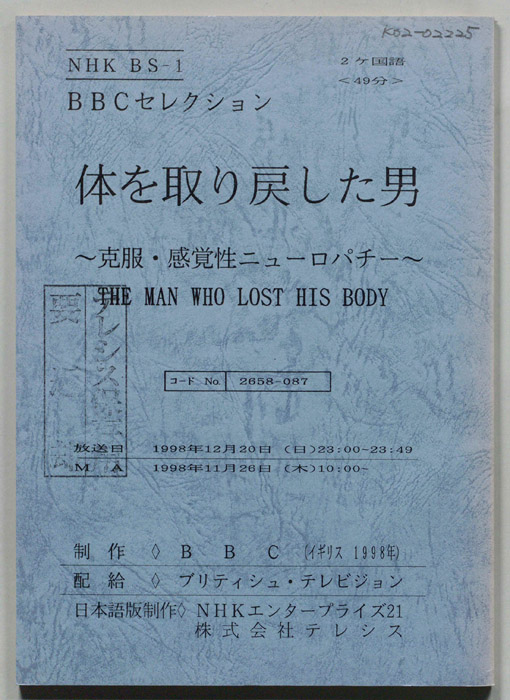 K02-02225
NHK BS-1
2ヶ国語
<49分>
BBCセレクション
体を取り戻した男
～克服・感覚性ニューロパチー～
THE MAN WHO LOST HIS BODY
コード No 2658-087
放送日 1998年12月20日 (日)23:00~23:49
MA 1998年11月26日 (木)10:00~
制作◇BBC (イギリス 1998年)
配給◇ブリティシュ・テレビジョン
日本語版制作◇NHKエンタープライズ21
株式会社テレシス